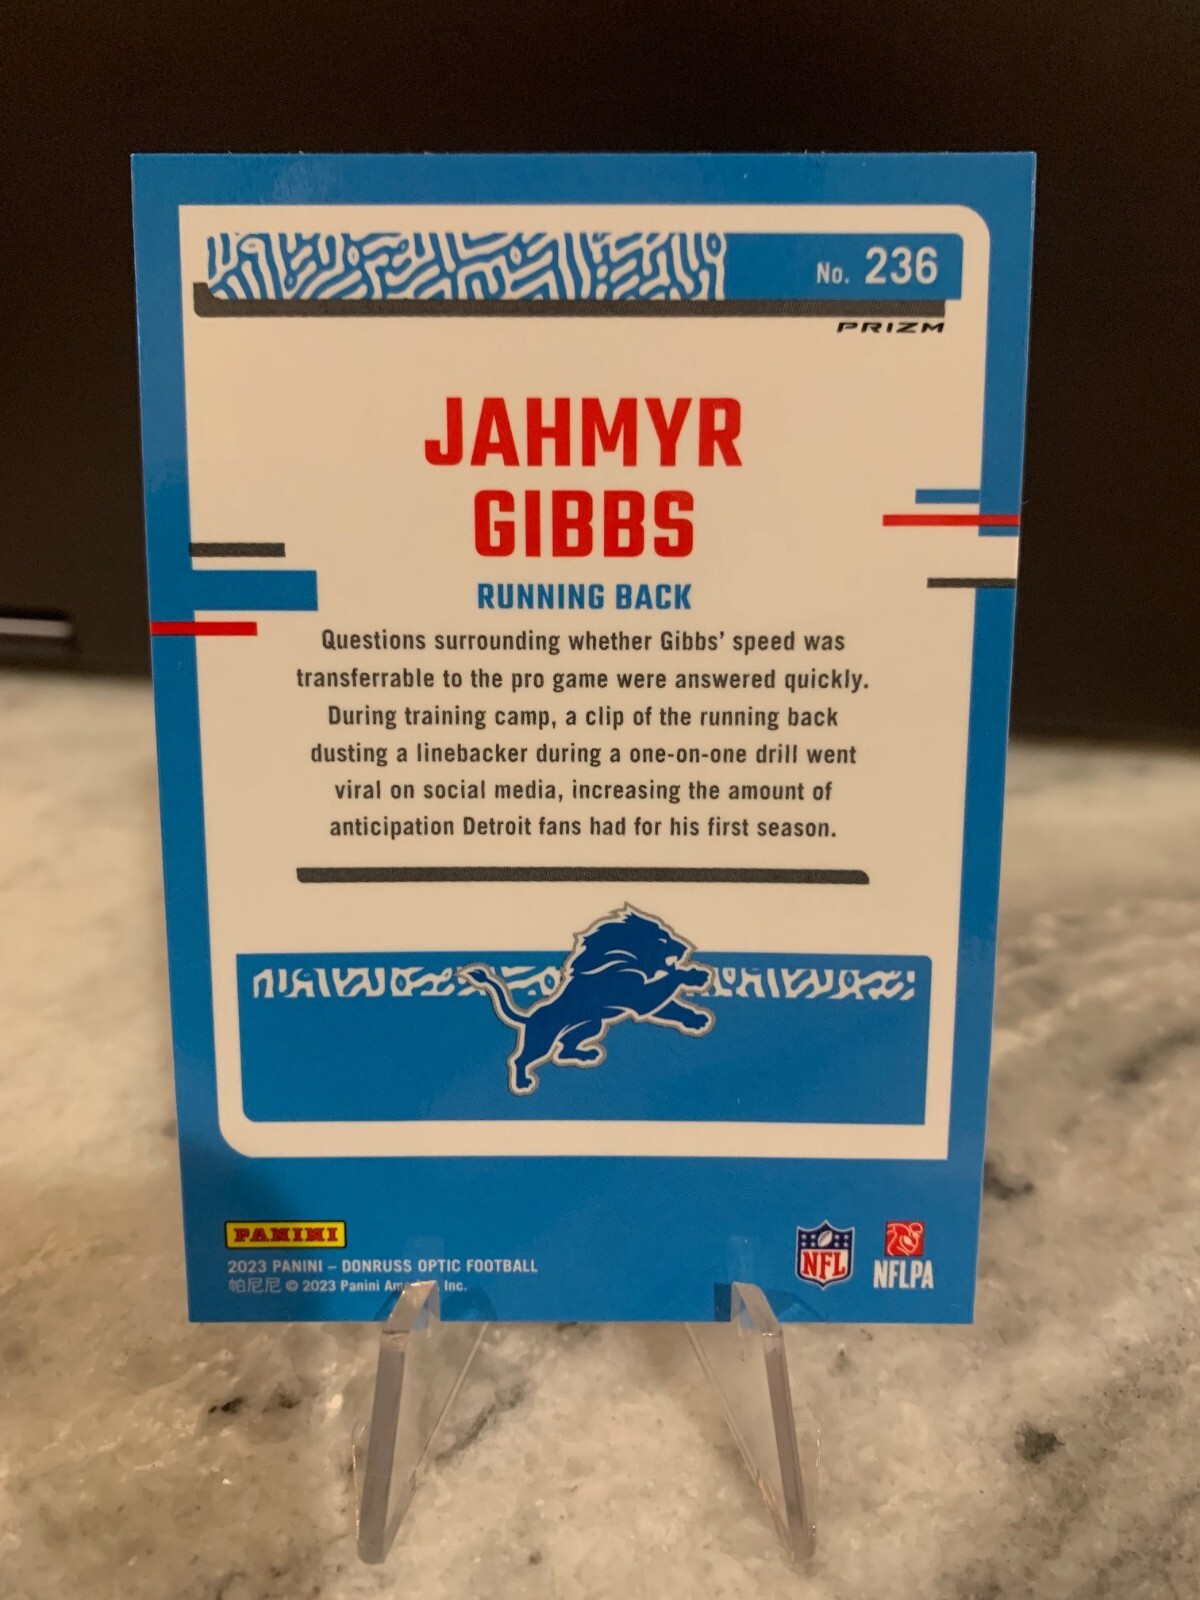 No. 236
PRIZM
JAHMYR
GIBBS
RUNNING BACK
Questions surrounding whether Gibbs' speed was
transferrable to the pro game were answered quickly.
During training camp, a clip of the running back
dusting a linebacker during a one-on-one drill went
viral on social media, increasing the amount of
anticipation Detroit fans had for his first season.
PANINI
2023 PANINI – DONRUSS OPTIC FOOTBALL
帕尼尼 © 2023 Panini Inc.
NFL
NFLPA